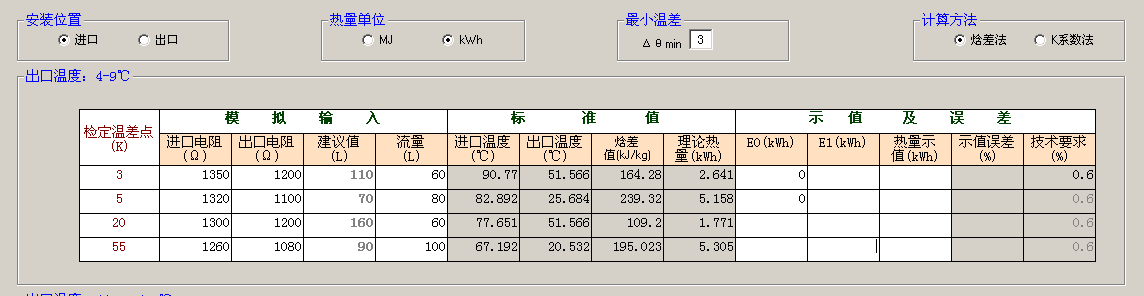 安装位置 热量单位 最小温差 计算方法
进口 出口 MJ kWh Δθmin 3 焓差法 K系数法
出口温度：4-9℃
模 拟 输 入 标 准 值 示 值 及 误 差
检定温差点(K) 进口电阻(Ω) 出口电阻(Ω) 建议值(L) 流量(L) 进口温度(℃) 出口温度(℃) 焓差值(kJ/kg) 理论热量(kWh) E0(kWh) E1(kWh) 热量示值(kWh) 示值误差(%) 技术要求(%)
3 1350 1200 110 60 90.77 51.566 164.28 2.641 0 0.6
5 1320 1100 70 80 82.892 25.684 239.32 5.158 0 0.6
20 1300 1200 160 60 77.651 51.566 109.2 1.771 0.6
55 1260 1080 90 100 67.192 20.532 195.023 5.305 0.6